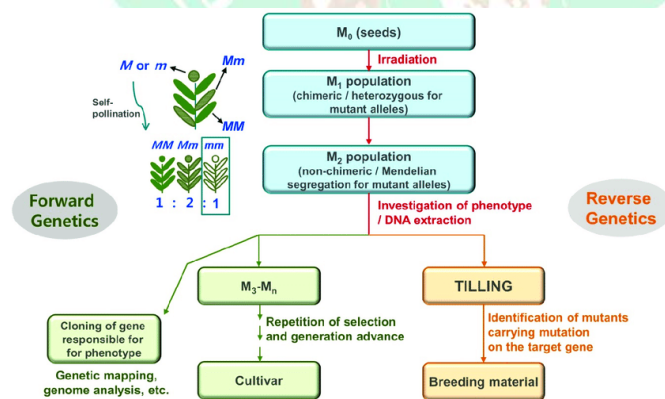 M₀ (seeds)
Irradiation
M or m
Mm
MM
Self-
pollination
M₁ population
(chimeric / heterozygous for
mutant alleles)
MM Mm mm
1 : 2 : 1
M₂ population
(non-chimeric / Mendelian
segregation for mutant alleles)
Forward
Genetics
Investigation of phenotype
/ DNA extraction
Reverse
Genetics
M₃-Mₙ
TILLING
Cloning of gene
responsible for
for phenotype
Repetition of selection
and generation advance
Identification of mutants
carrying mutation
on the target gene
Genetic mapping,
genome analysis, etc.
Cultivar
Breeding material